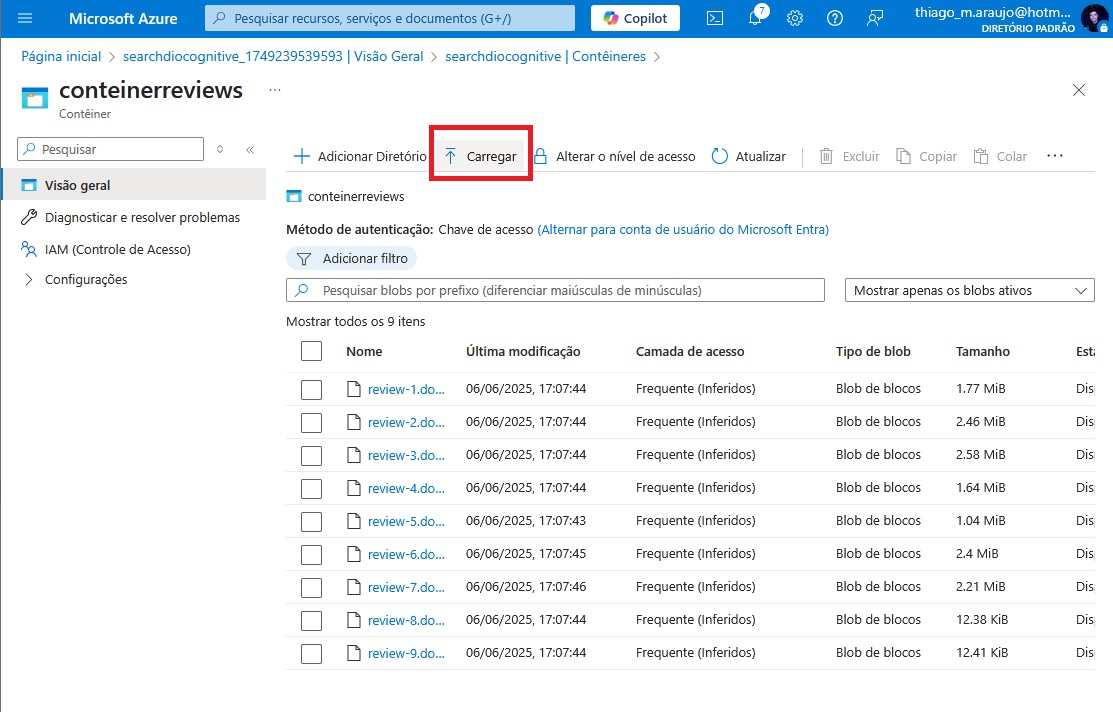 Microsoft Azure
Pesquisar recursos, serviços e documentos (G+/)
Copilot
7
thiago_m.araujo@hotm...
DIRETÓRIO PADRÃO
Página inicial > searchdiocognitive_1749239539593 | Visão Geral > searchdiocognitive | Contêineres >
conteinerreviews ...
Contêiner
Pesquisar
Visão geral
Diagnosticar e resolver problemas
IAM (Controle de Acesso)
Configurações
Adicionar Diretório Carregar Alterar o nível de acesso Atualizar Excluir Copiar Colar ...
conteinerreviews
Método de autenticação: Chave de acesso (Alternar para conta de usuário do Microsoft Entra)
Adicionar filtro
Pesquisar blobs por prefixo (diferenciar maiúsculas de minúsculas)
Mostrar apenas os blobs ativos
Mostrar todos os 9 itens
Nome Última modificação Camada de acesso Tipo de blob Tamanho Esta
review-1.do... 06/06/2025, 17:07:44 Frequente (Inferidos) Blob de blocos 1.77 MiB Disp
review-2.do... 06/06/2025, 17:07:44 Frequente (Inferidos) Blob de blocos 2.46 MiB Disp
review-3.do... 06/06/2025, 17:07:44 Frequente (Inferidos) Blob de blocos 2.58 MiB Disp
review-4.do... 06/06/2025, 17:07:44 Frequente (Inferidos) Blob de blocos 1.64 MiB Disp
review-5.do... 06/06/2025, 17:07:43 Frequente (Inferidos) Blob de blocos 1.04 MiB Disp
review-6.do... 06/06/2025, 17:07:45 Frequente (Inferidos) Blob de blocos 2.4 MiB Disp
review-7.do... 06/06/2025, 17:07:46 Frequente (Inferidos) Blob de blocos 2.21 MiB Disp
review-8.do... 06/06/2025, 17:07:44 Frequente (Inferidos) Blob de blocos 12.38 KiB Disp
review-9.do... 06/06/2025, 17:07:44 Frequente (Inferidos) Blob de blocos 12.41 KiB Disp